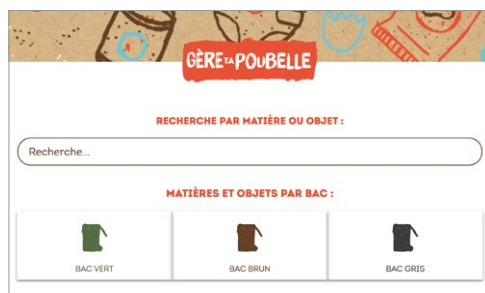 GÈRE TA POUBELLE
RECHERCHE PAR MATIÈRE OU OBJET :
Recherche...
MATIÈRES ET OBJETS PAR BAC :
BAC VERT
BAC BRUN
BAC GRIS